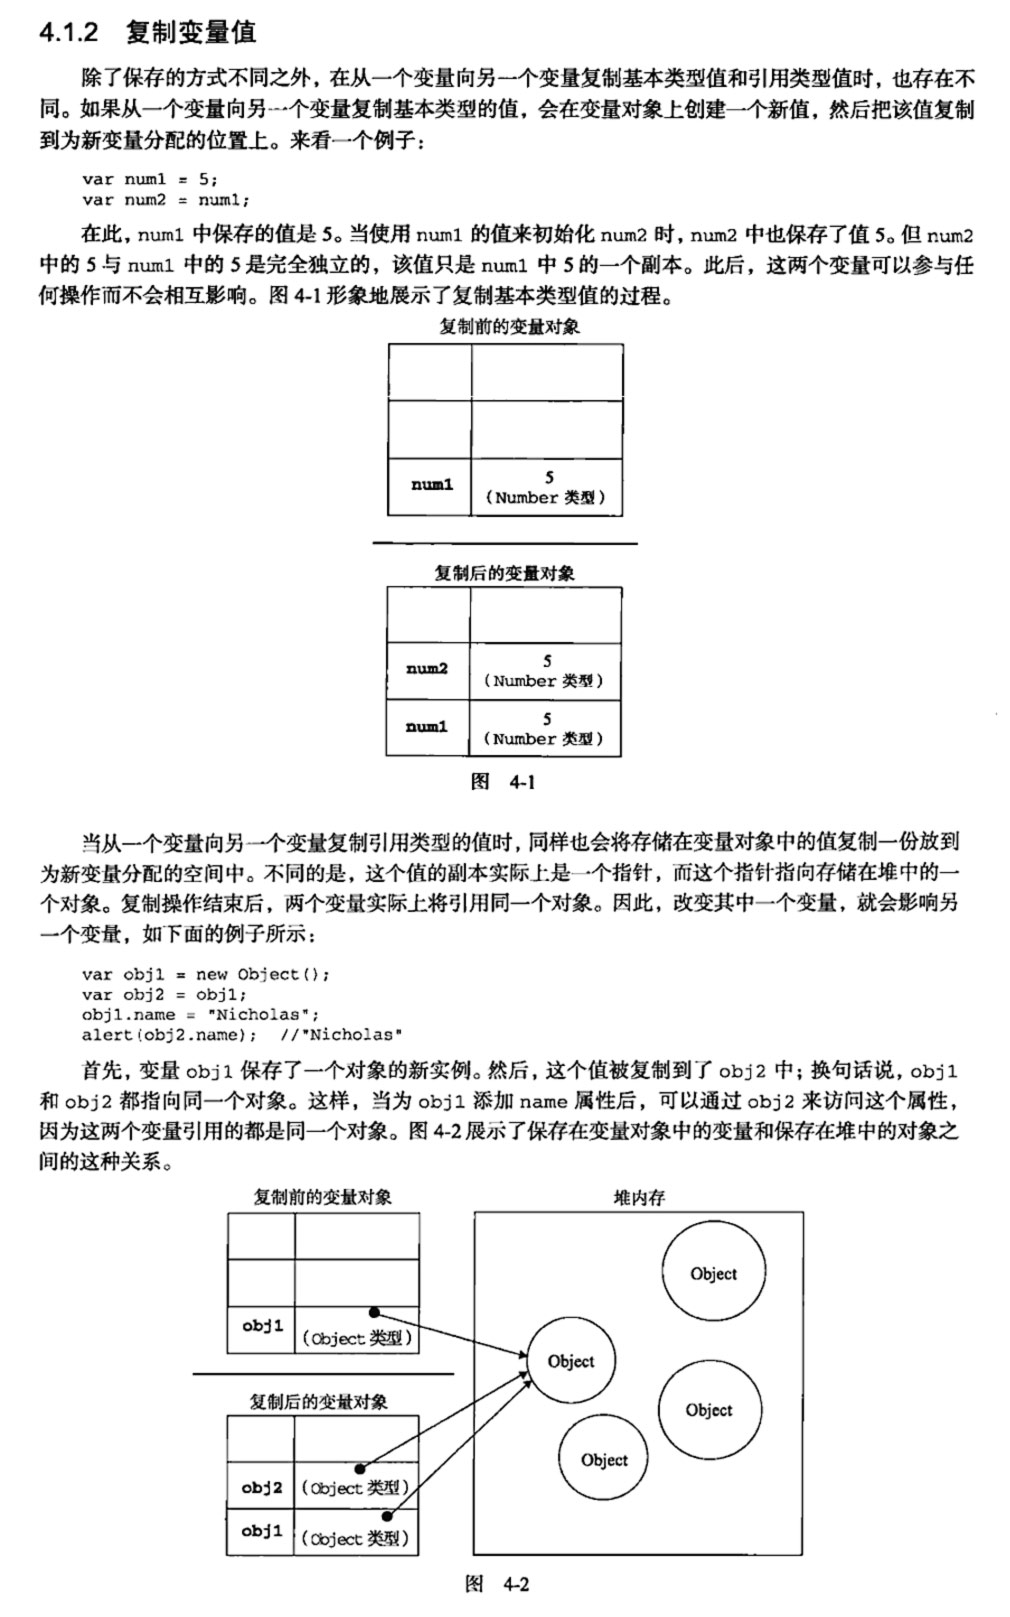 4.1.2 复制变量值
除了保存的方式不同之外，在从一个变量向另一个变量复制基本类型值和引用类型值时，也存在不
同。如果从一个变量向另一个变量复制基本类型的值，会在变量对象上创建一个新值，然后把该值复制
到为新变量分配的位置上。来看一个例子：
var num1 = 5;
var num2 = num1;
在此，num1 中保存的值是 5。当使用 num1 的值来初始化 num2 时，num2 中也保存了值 5。但 num2
中的 5 与 num1 中的 5 是完全独立的，该值只是 num1 中 5 的一个副本。此后，这两个变量可以参与任
何操作而不会相互影响。图 4-1 形象地展示了复制基本类型值的过程。
复制前的变量对象
num1
5
（Number 类型）
复制后的变量对象
num2
5
（Number 类型）
num1
5
（Number 类型）
图 4-1
当从一个变量向另一个变量复制引用类型的值时，同样也会将存储在变量对象中的值复制一份放到
为新变量分配的空间中。不同的是，这个值的副本实际上是一个指针，而这个指针指向存储在堆中的一
个对象。复制操作结束后，两个变量实际上将引用同一个对象。因此，改变其中一个变量，就会影响另
一个变量，如下面的例子所示：
var obj1 = new Object();
var obj2 = obj1;
obj1.name = "Nicholas";
alert(obj2.name); //"Nicholas"
首先，变量 obj1 保存了一个对象的新实例。然后，这个值被复制到了 obj2 中；换句话说，obj1
和 obj2 都指向同一个对象。这样，当为 obj1 添加 name 属性后，可以通过 obj2 来访问这个属性，
因为这两个变量引用的都是同一个对象。图 4-2 展示了保存在变量对象中的变量和保存在堆中的对象之
间的这种关系。
复制前的变量对象
堆内存
obj1
（Object 类型）
Object
Object
Object
Object
复制后的变量对象
obj2
（Object 类型）
obj1
（Object 类型）
图 4-2